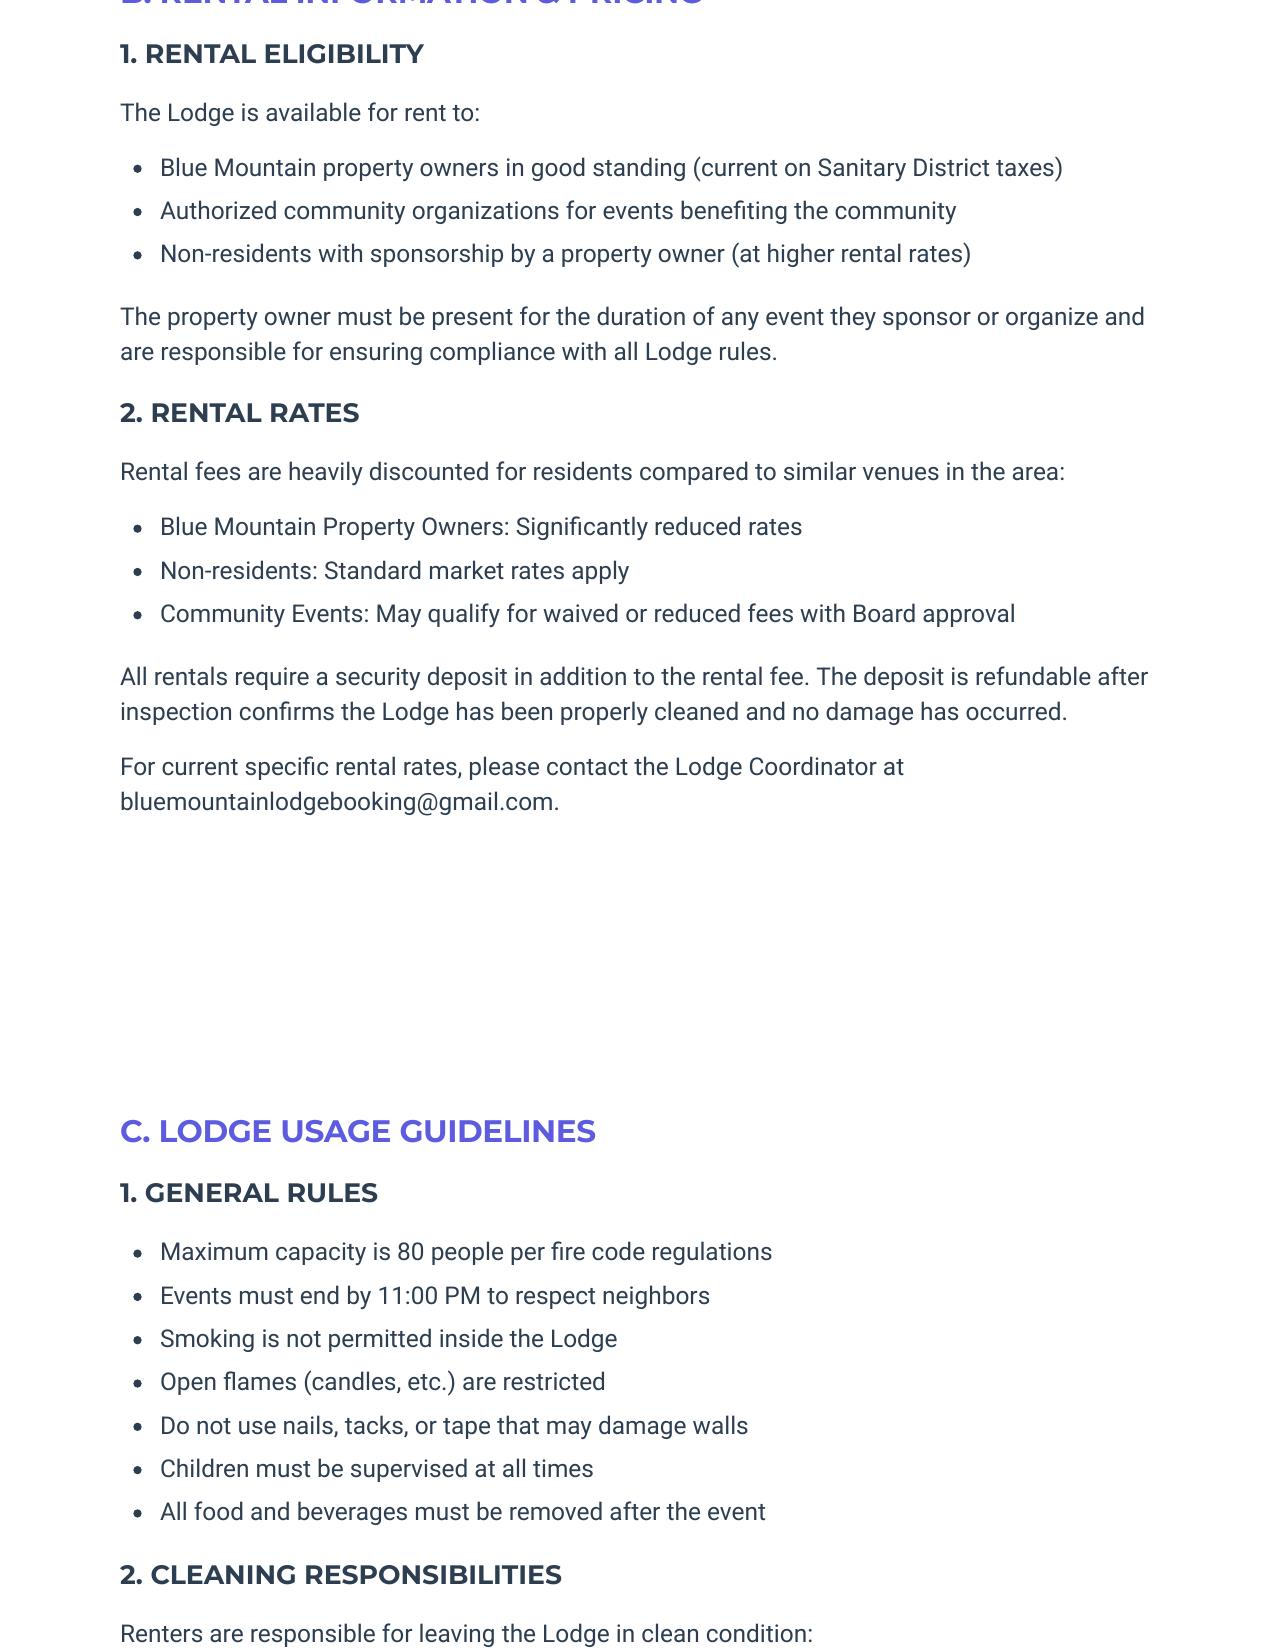 B. RENTAL INFORMATION & PRICING
1. RENTAL ELIGIBILITY
The Lodge is available for rent to:
• Blue Mountain property owners in good standing (current on Sanitary District taxes)
• Authorized community organizations for events benefiting the community
• Non-residents with sponsorship by a property owner (at higher rental rates)
The property owner must be present for the duration of any event they sponsor or organize and
are responsible for ensuring compliance with all Lodge rules.
2. RENTAL RATES
Rental fees are heavily discounted for residents compared to similar venues in the area:
• Blue Mountain Property Owners: Significantly reduced rates
• Non-residents: Standard market rates apply
• Community Events: May qualify for waived or reduced fees with Board approval
All rentals require a security deposit in addition to the rental fee. The deposit is refundable after
inspection confirms the Lodge has been properly cleaned and no damage has occurred.
For current specific rental rates, please contact the Lodge Coordinator at
bluemountainlodgebooking@gmail.com.
C. LODGE USAGE GUIDELINES
1. GENERAL RULES
• Maximum capacity is 80 people per fire code regulations
• Events must end by 11:00 PM to respect neighbors
• Smoking is not permitted inside the Lodge
• Open flames (candles, etc.) are restricted
• Do not use nails, tacks, or tape that may damage walls
• Children must be supervised at all times
• All food and beverages must be removed after the event
2. CLEANING RESPONSIBILITIES
Renters are responsible for leaving the Lodge in clean condition: